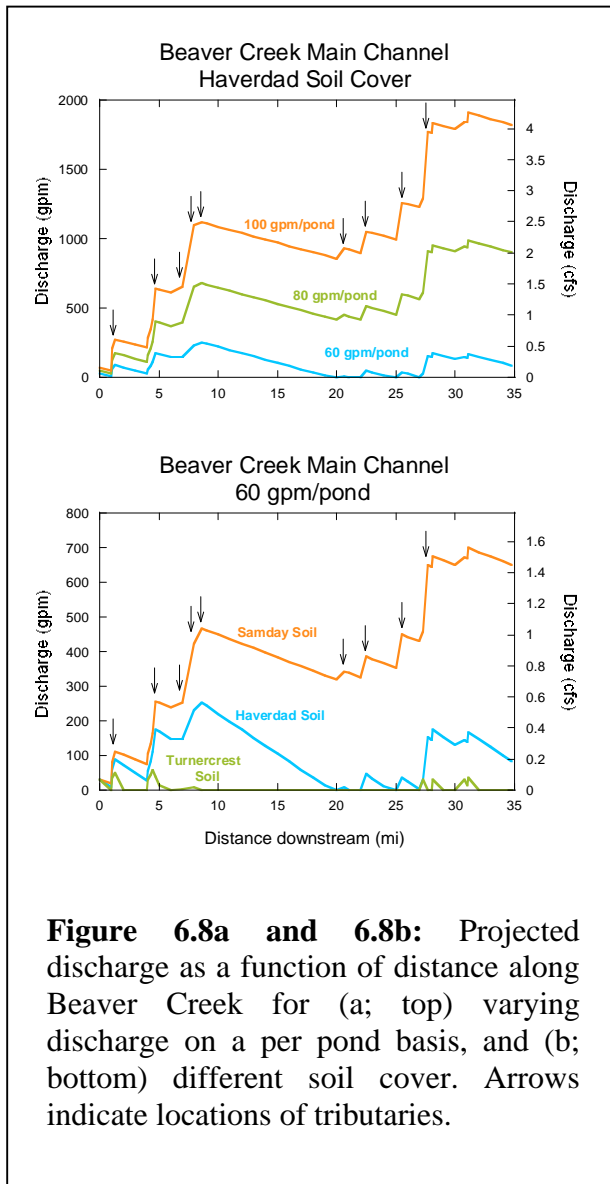 Beaver Creek Main Channel
Haverdad Soil Cover
2000
1500
1000
500
0
Discharge (gpm)
4
3.5
3
2.5
2
1.5
1
0.5
0
Discharge (cfs)
100 gpm/pond
80 gpm/pond
60 gpm/pond
0 5 10 15 20 25 30 35
Beaver Creek Main Channel
60 gpm/pond
800
700
600
500
400
300
200
100
0
Discharge (gpm)
1.6
1.4
1.2
1
0.8
0.6
0.4
0.2
0
Discharge (cfs)
Samday Soil
Haverdad Soil
Turnercrest
Soil
0 5 10 15 20 25 30 35
Distance downstream (mi)
Figure 6.8a and 6.8b: Projected
discharge as a function of distance along
Beaver Creek for (a; top) varying
discharge on a per pond basis, and (b;
bottom) different soil cover. Arrows
indicate locations of tributaries.